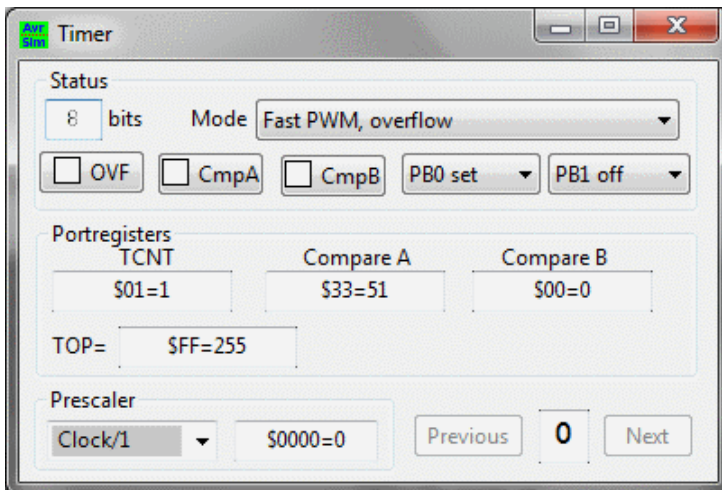 Avr Sim Timer
Status
8 bits Mode Fast PWM, overflow
OVF CmpA CmpB PB0 set PB1 off
Portregisters
TCNT Compare A Compare B
$01=1 $33=51 $00=0
TOP= $FF=255
Prescaler
Clock/1 $0000=0 Previous 0 Next